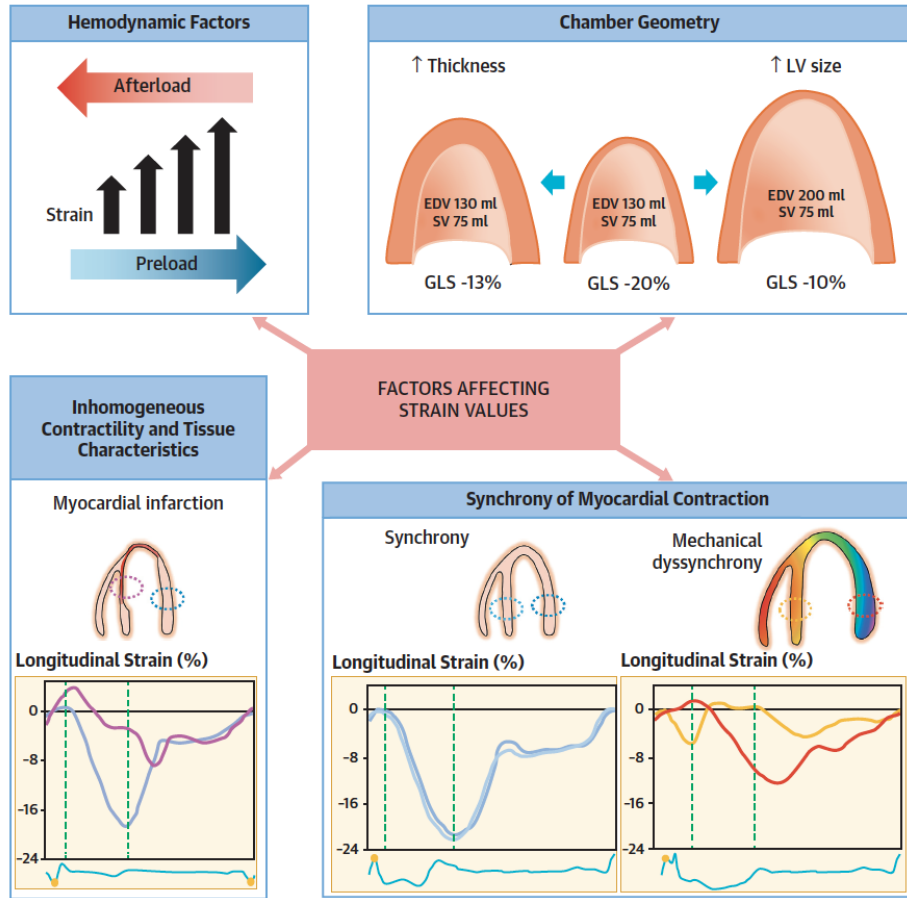 Hemodynamic Factors
Afterload
Strain
Preload
Chamber Geometry
↑ Thickness
↑ LV size
EDV 130 ml
SV 75 ml
EDV 130 ml
SV 75 ml
EDV 200 ml
SV 75 ml
GLS -13%
GLS -20%
GLS -10%
FACTORS AFFECTING
STRAIN VALUES
Inhomogeneous
Contractility and Tissue
Characteristics
Myocardial infarction
Longitudinal Strain (%)
0
-8
-16
-24
Synchrony of Myocardial Contraction
Synchrony
Longitudinal Strain (%)
0
-8
-16
-24
Mechanical
dyssynchrony
Longitudinal Strain (%)
0
-8
-16
-24